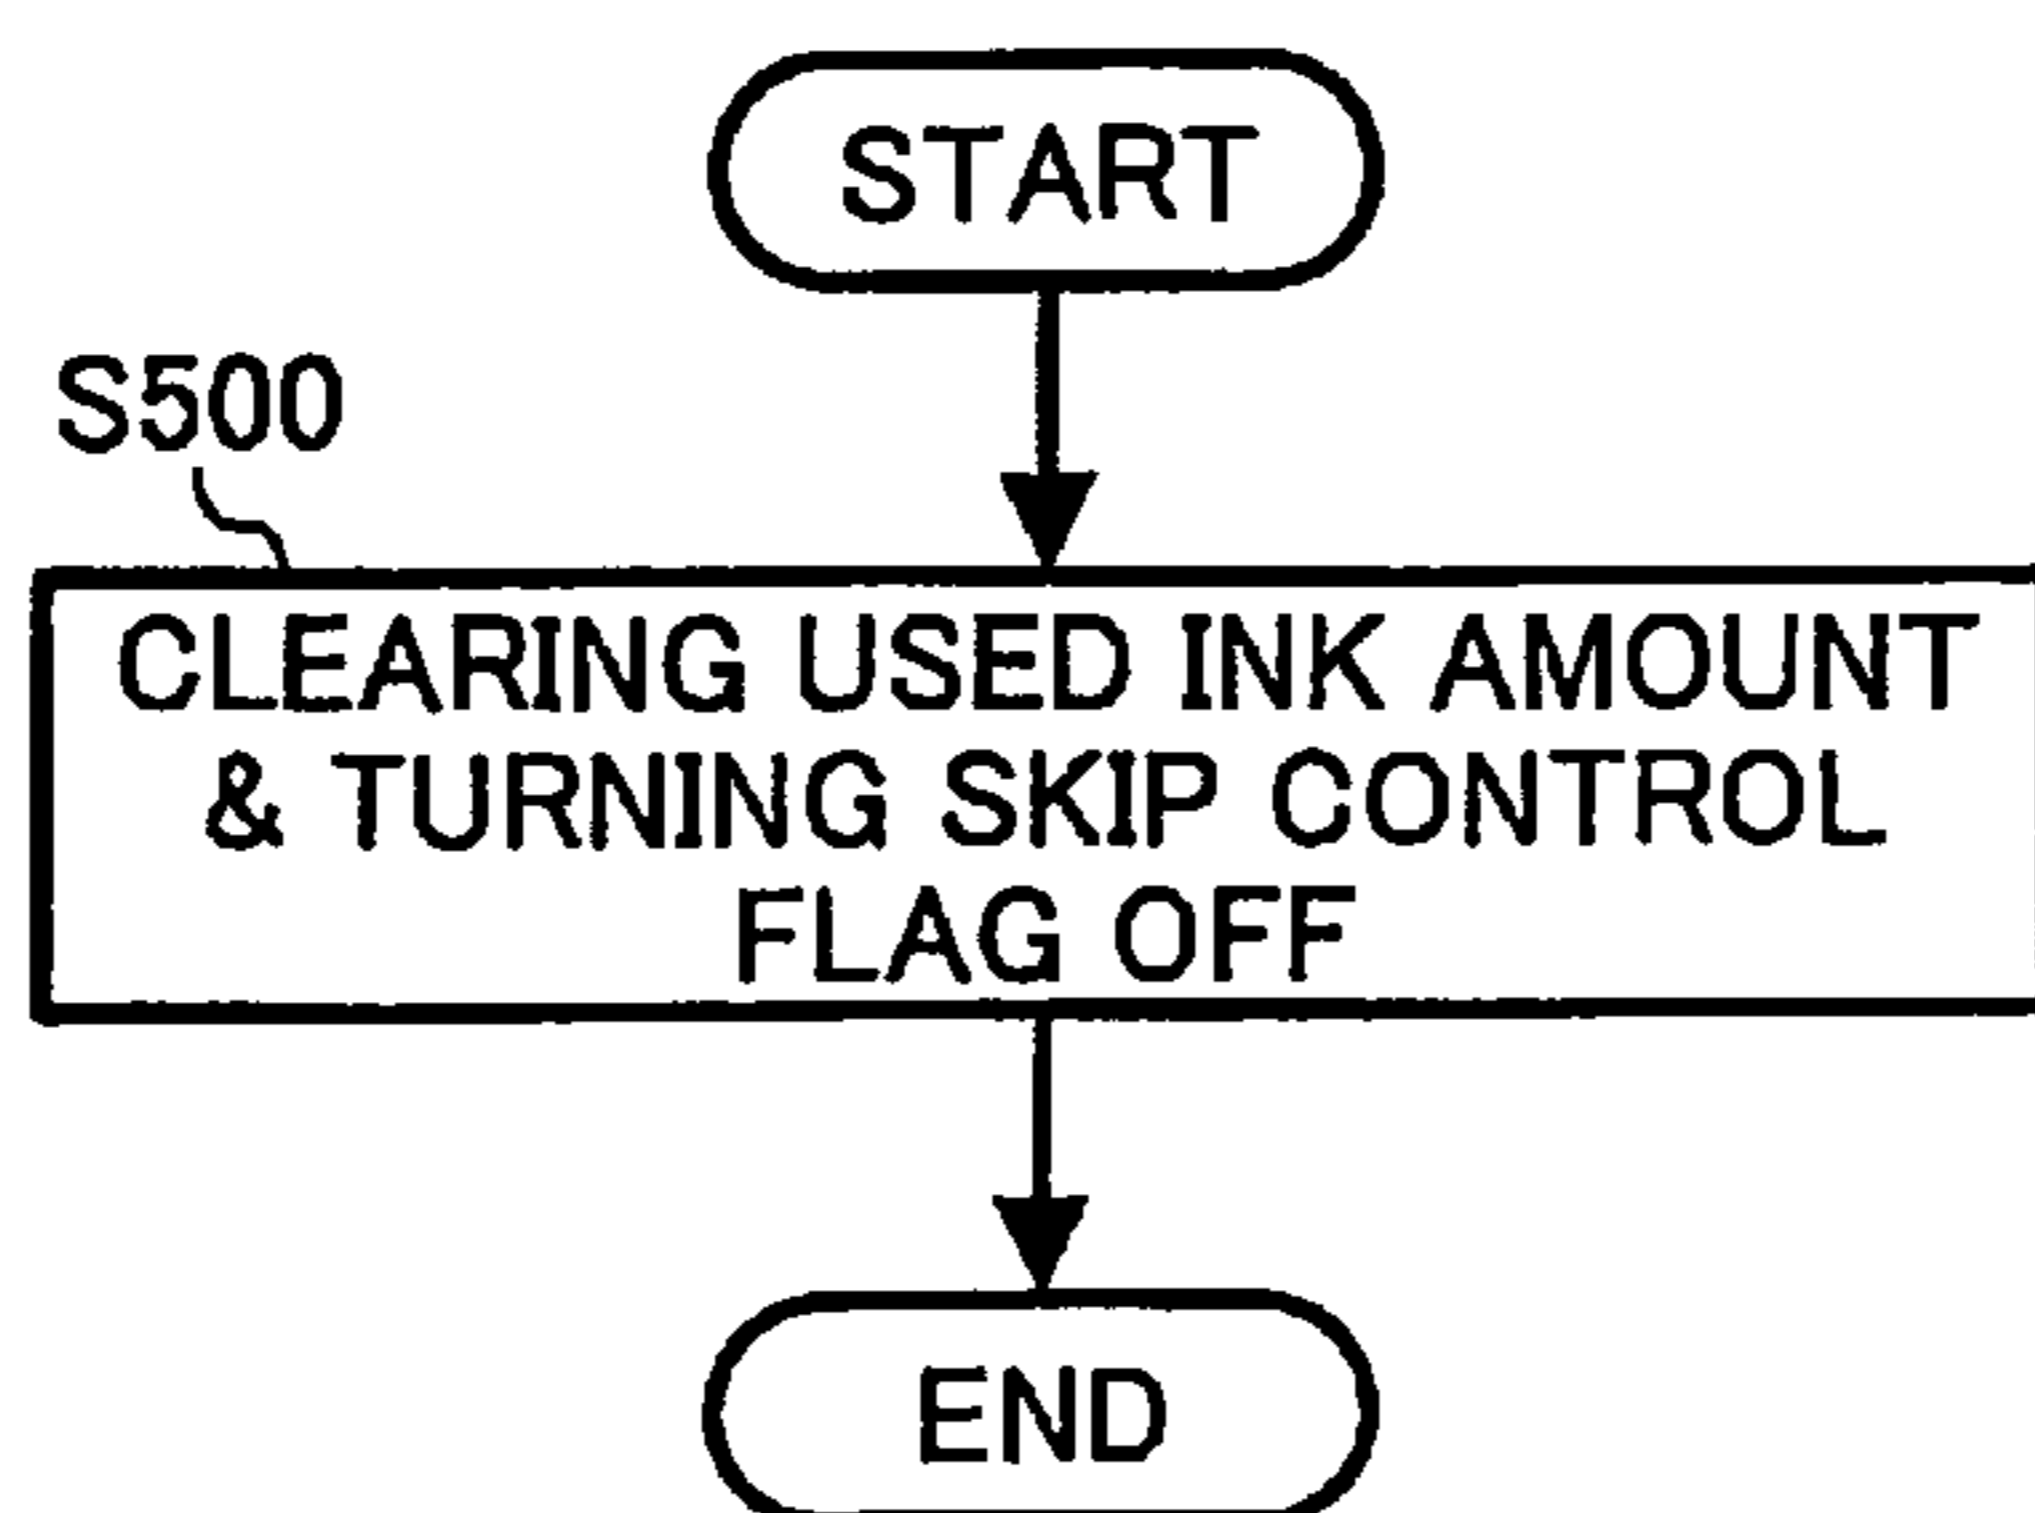 START
S500
CLEARING USED INK AMOUNT
& TURNING SKIP CONTROL
FLAG OFF
END